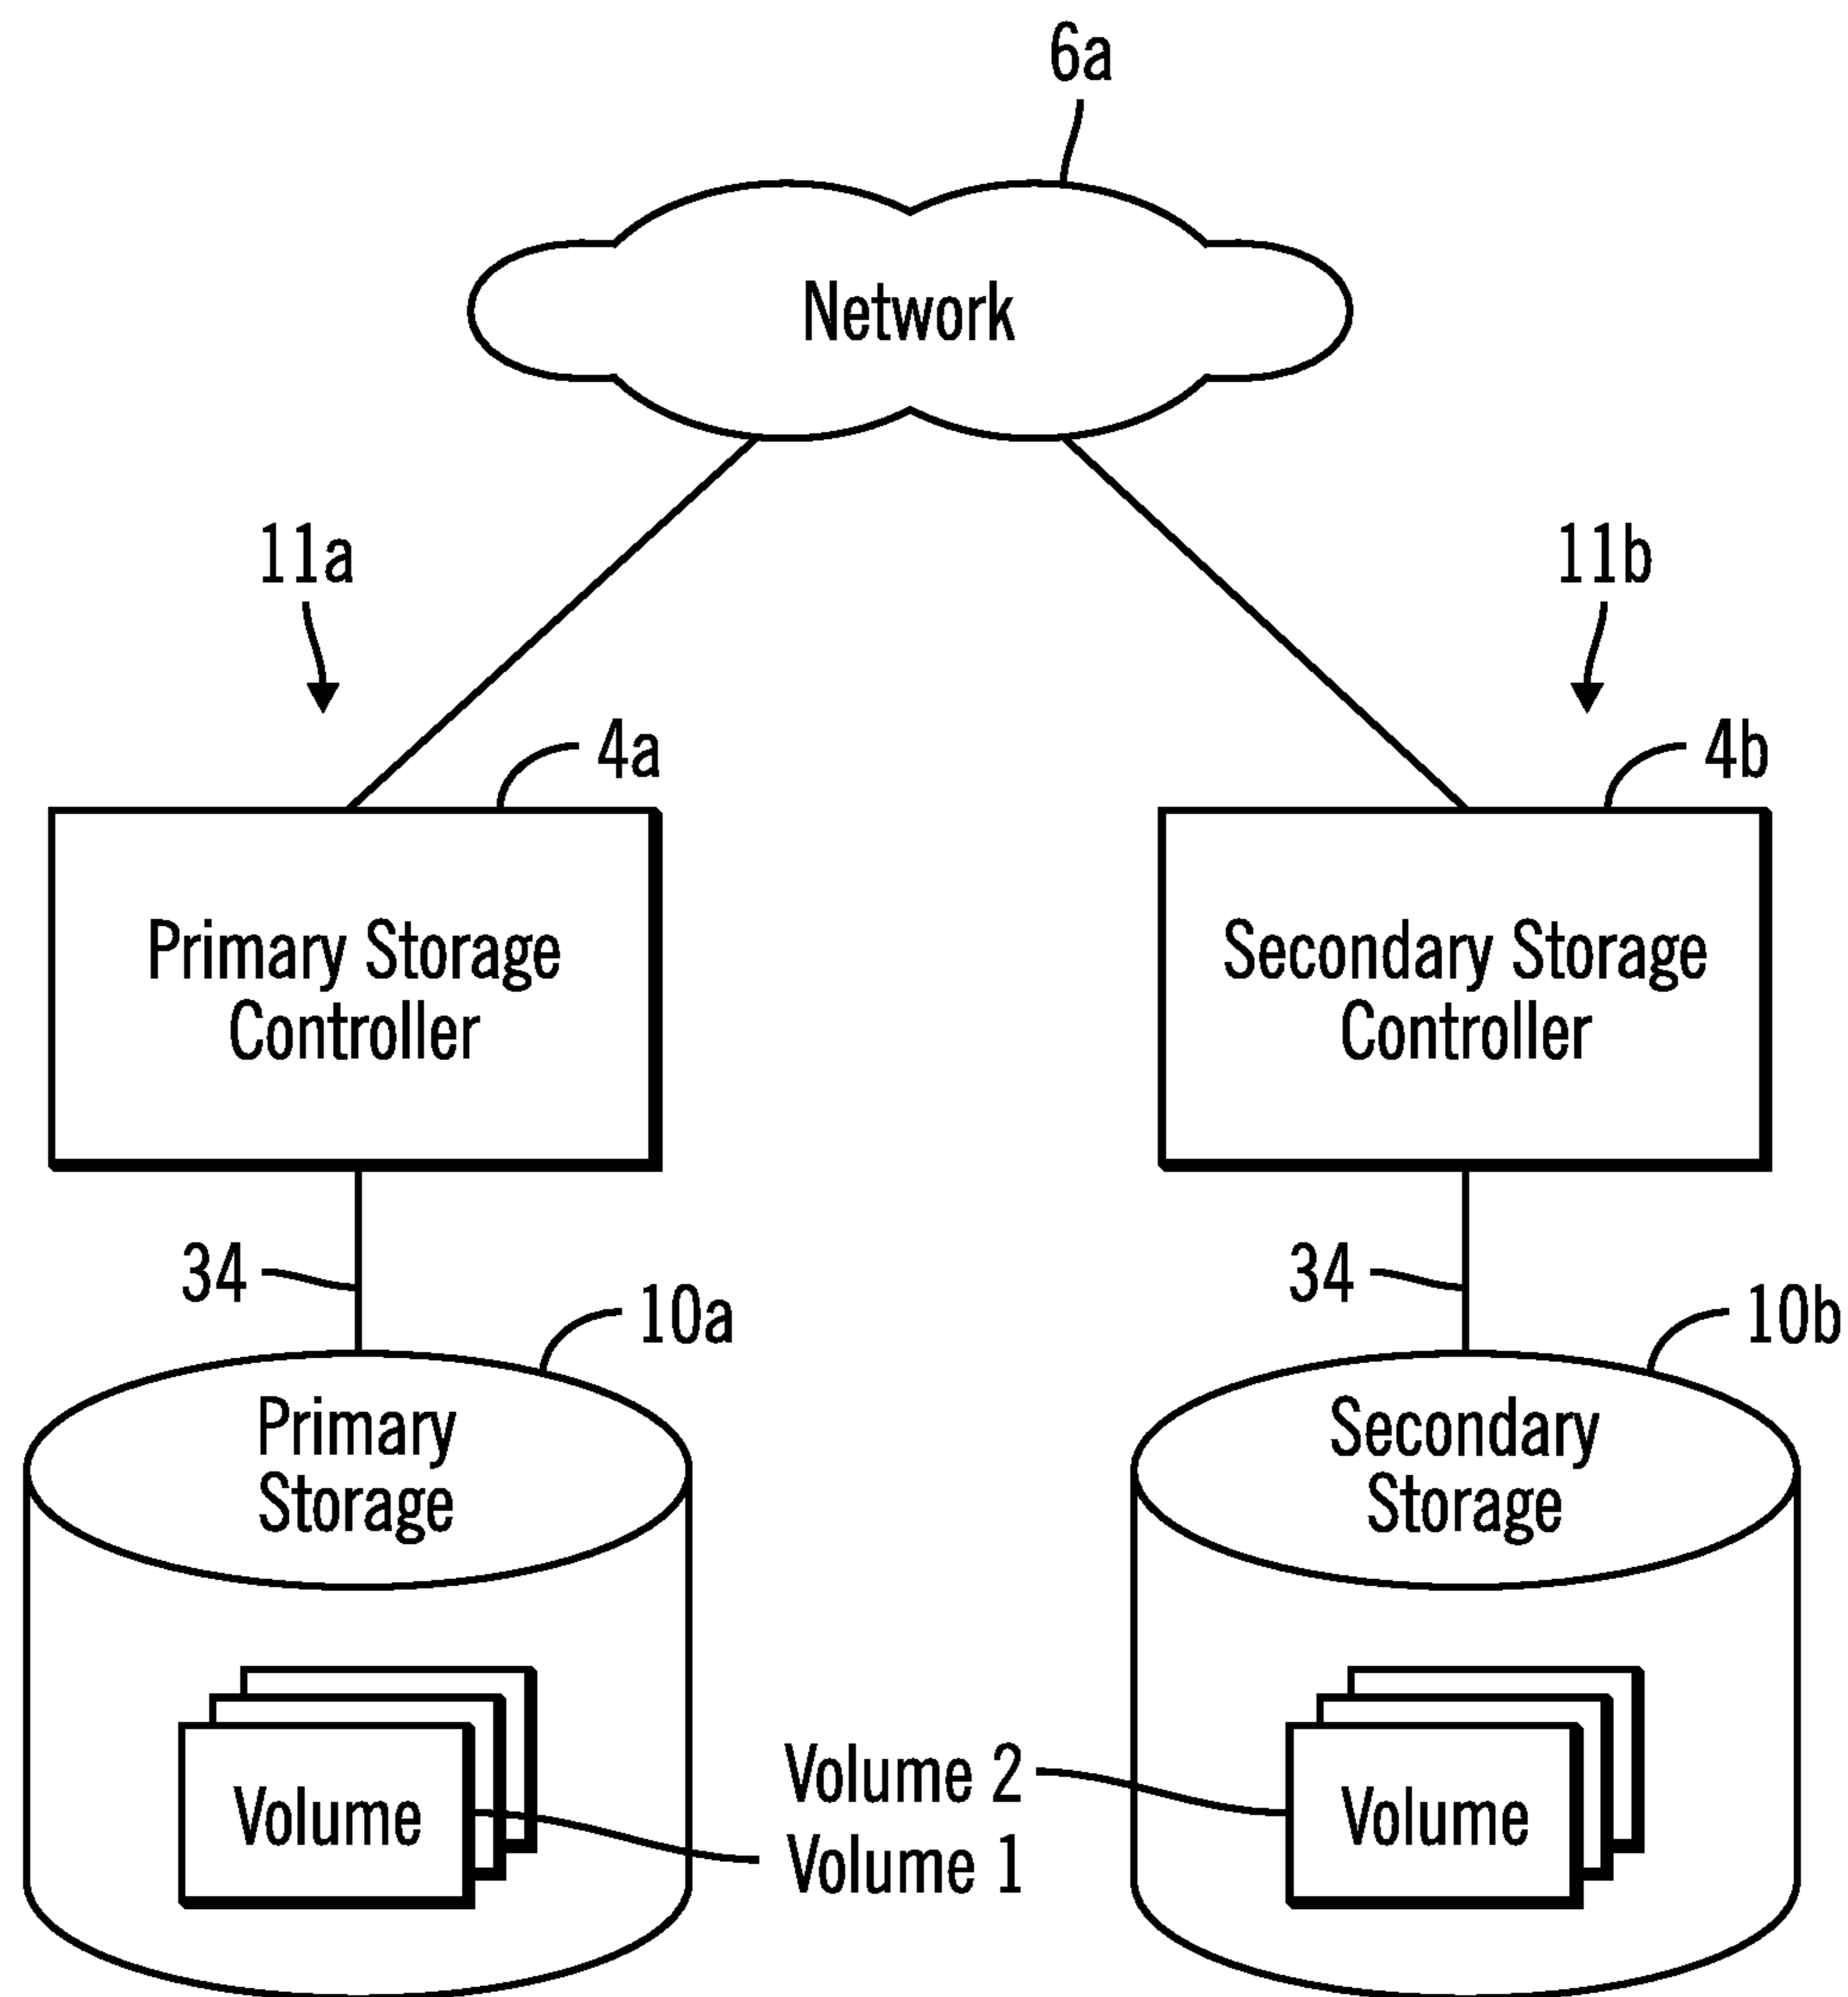 6a
Network
11a
11b
4a
4b
Primary Storage
Controller
Secondary Storage
Controller
34
10a
34
10b
Primary
Storage
Secondary
Storage
Volume
Volume 2
Volume 1
Volume